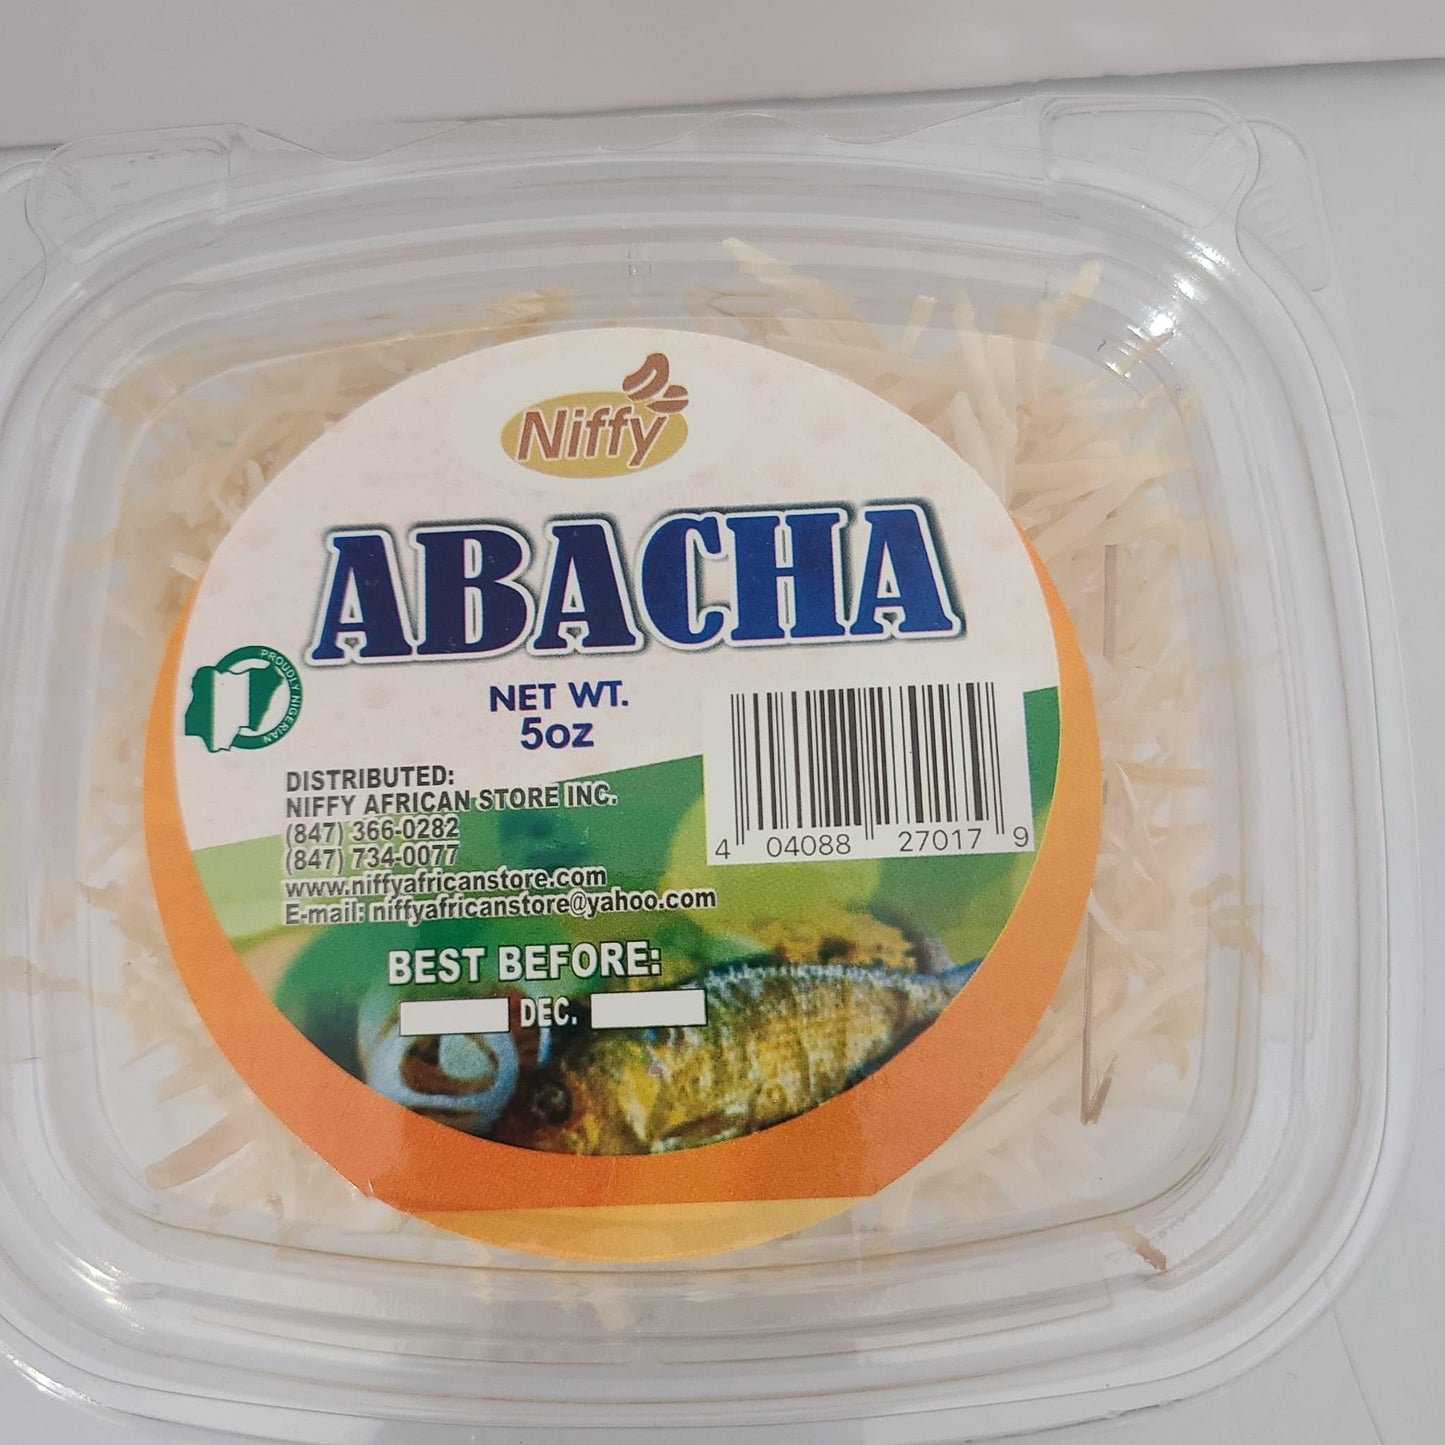 Niffy
ABACHA
NET WT.
5oz
PROUDLY NIGERIAN
DISTRIBUTED:
NIFFY AFRICAN STORE INC.
(847) 366-0282
(847) 734-0077
www.niffyafricanstore.com
E-mail: niffyafricanstore@yahoo.com
4 04088 27017 9
BEST BEFORE:
DEC.